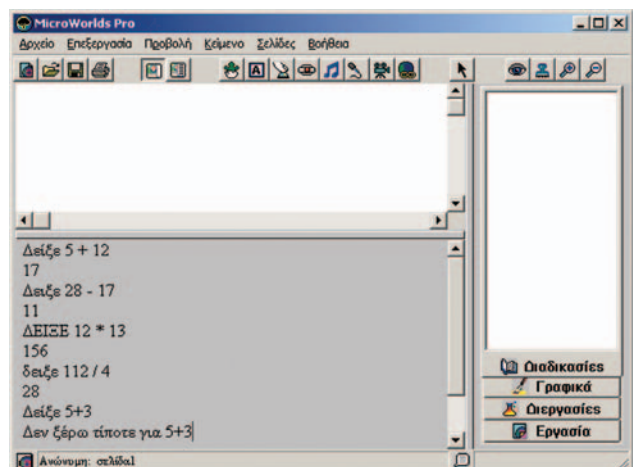 MicroWorlds Pro
Αρχείο Επεξεργασία Προβολή Κείμενο Σελίδες Βοήθεια
Δείξε 5 + 12
17
Δειξε 28 - 17
11
ΔΕΙΞΕ 12 * 13
156
δειξε 112 / 4
28
Δείξε 5+3
Δεν ξέρω τίποτε για 5+3
Διαδικασίες
Γραφικά
Διεργασίες
Εργασία
Ανώνυμη: σελίδα1